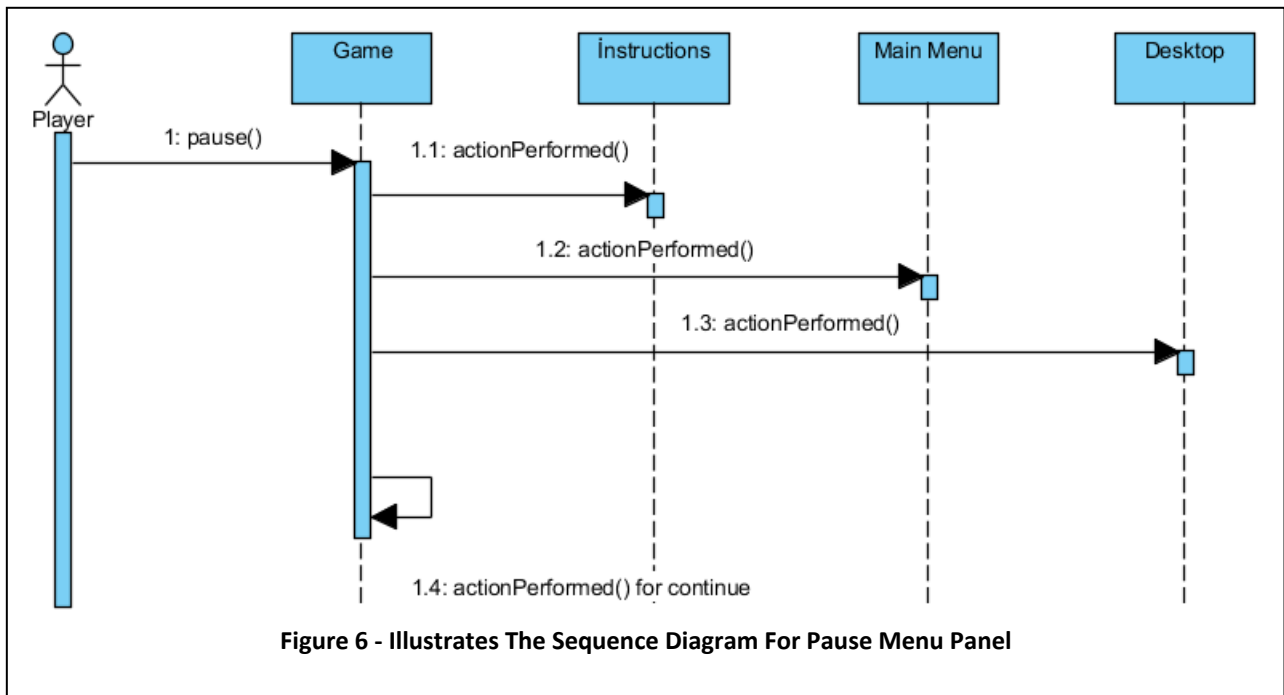 Game
İnstructions
Main Menu
Desktop
Player
1: pause()
1.1: actionPerformed()
1.2: actionPerformed()
1.3: actionPerformed()
1.4: actionPerformed() for continue
Figure 6 - Illustrates The Sequence Diagram For Pause Menu Panel